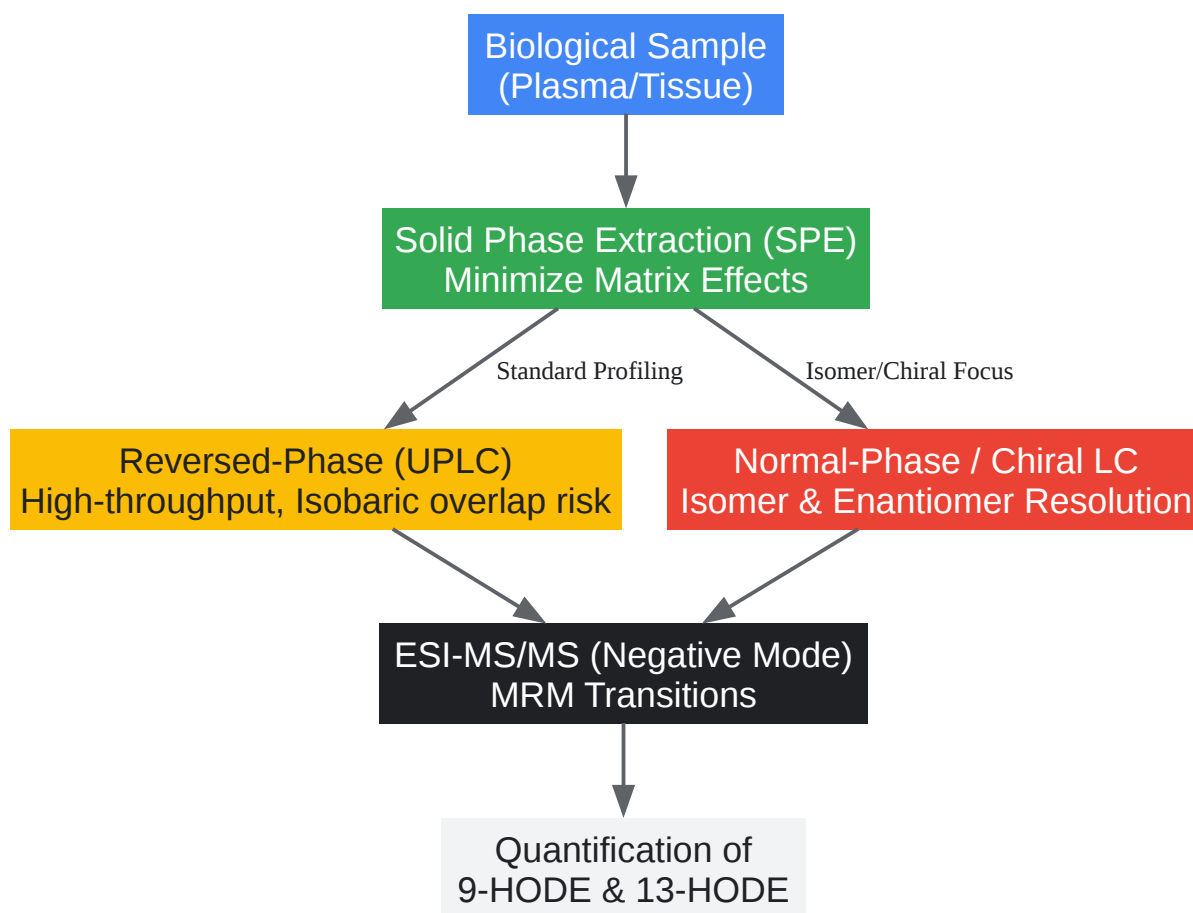 Biological Sample
(Plasma/Tissue)
Solid Phase Extraction (SPE)
Minimize Matrix Effects
Standard Profiling
Isomer/Chiral Focus
Reversed-Phase (UPLC)
High-throughput, Isobaric overlap risk
Normal-Phase / Chiral LC
Isomer & Enantiomer Resolution
ESI-MS/MS (Negative Mode)
MRM Transitions
Quantification of
9-HODE & 13-HODE